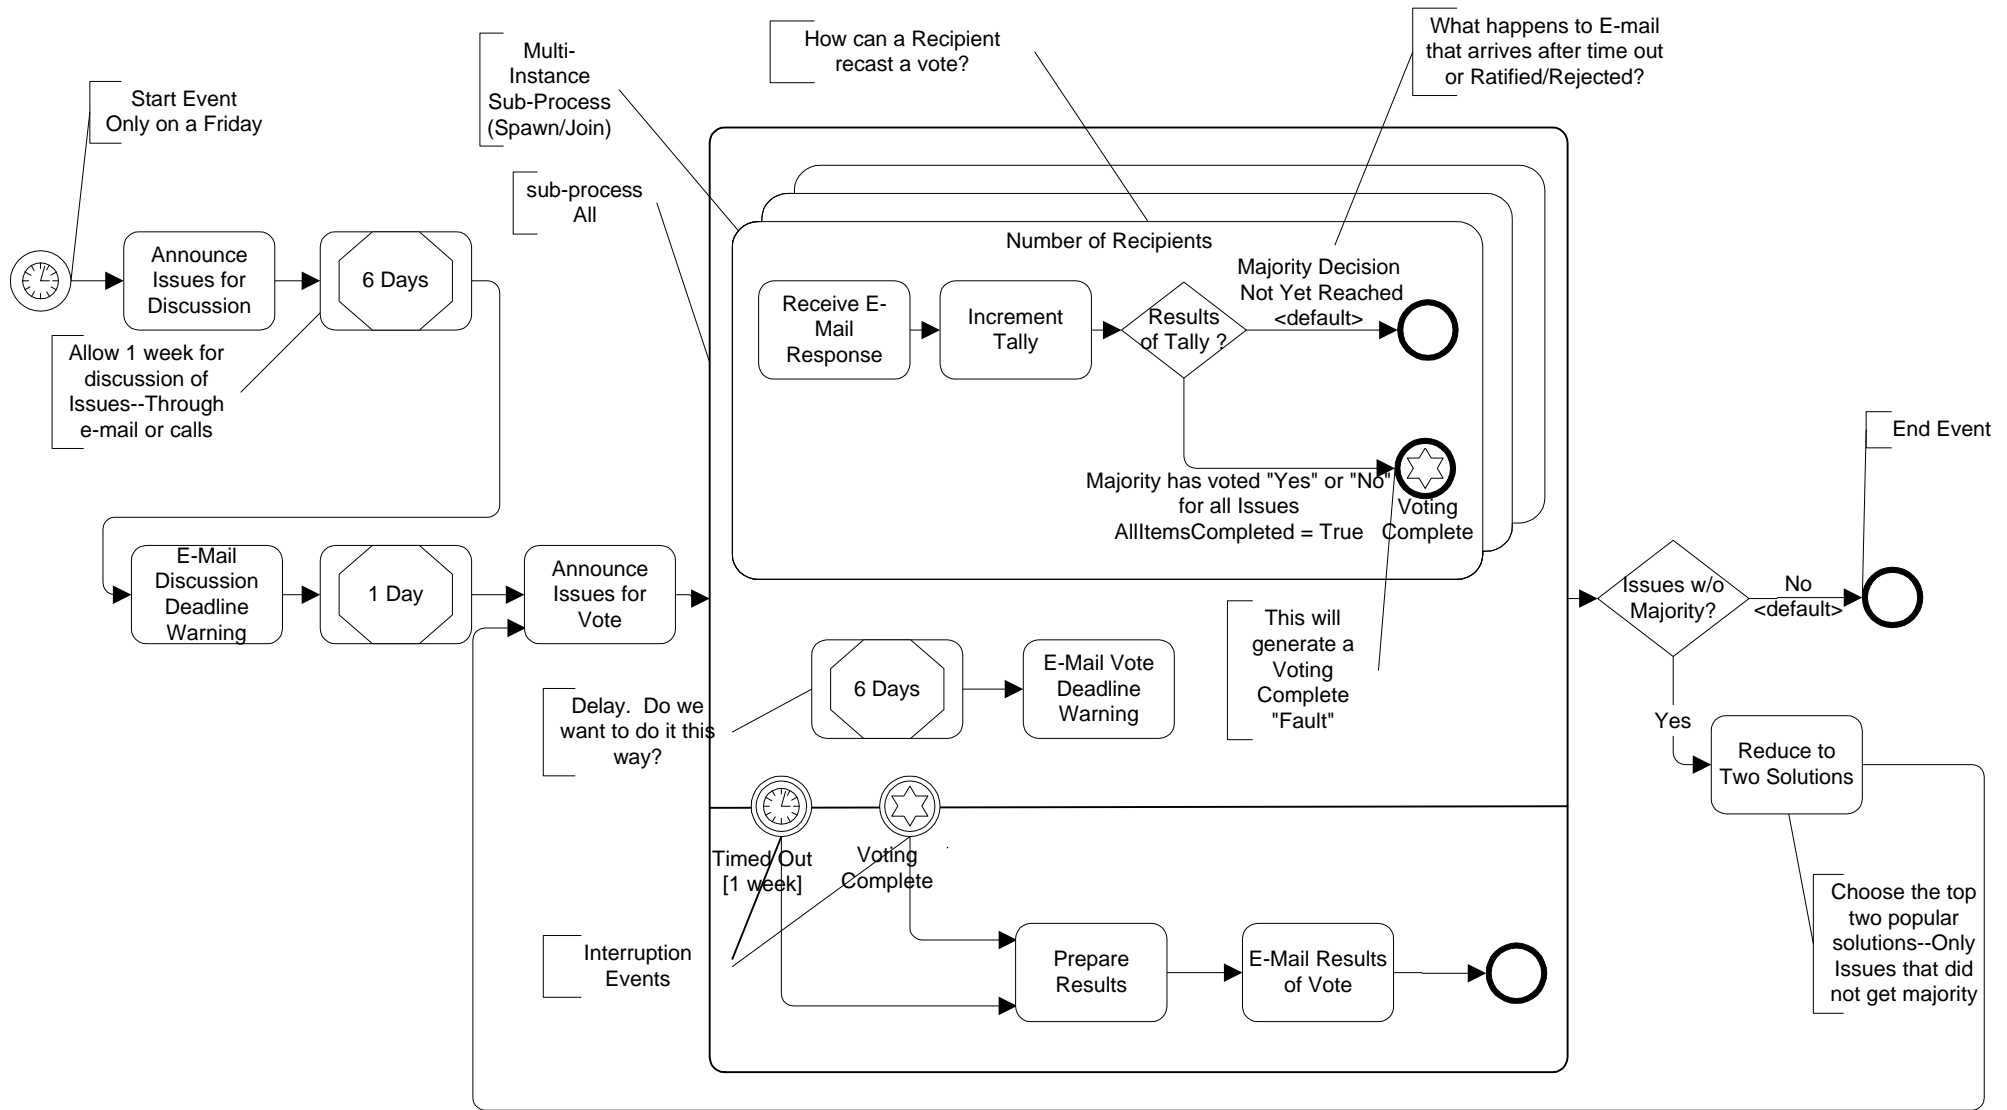 Start Event
Only on a Friday
Multi-
Instance
Sub-Process
(Spawn/Join)
sub-process
All
How can a Recipient
recast a vote?
What happens to E-mail
that arrives after time out
or Ratified/Rejected?
Announce
Issues for
Discussion
6 Days
Allow 1 week for
discussion of
Issues--Through
e-mail or calls
Number of Recipients
Receive E-
Mail
Response
Increment
Tally
Results
of Tally ?
Majority Decision
Not Yet Reached
<default>
Majority has voted "Yes" or "No"
for all Issues
AllItemsCompleted = True
Voting
Complete
End Event
E-Mail
Discussion
Deadline
Warning
1 Day
Announce
Issues for
Vote
Issues w/o
Majority?
No
<default>
This will
generate a
Voting
Complete
"Fault"
6 Days
E-Mail Vote
Deadline
Warning
Delay.  Do we
want to do it this
way?
Yes
Reduce to
Two Solutions
Timed Out
[1 week]
Voting
Complete
Interruption
Events
Prepare
Results
E-Mail Results
of Vote
Choose the top
two popular
solutions--Only
Issues that did
not get majority